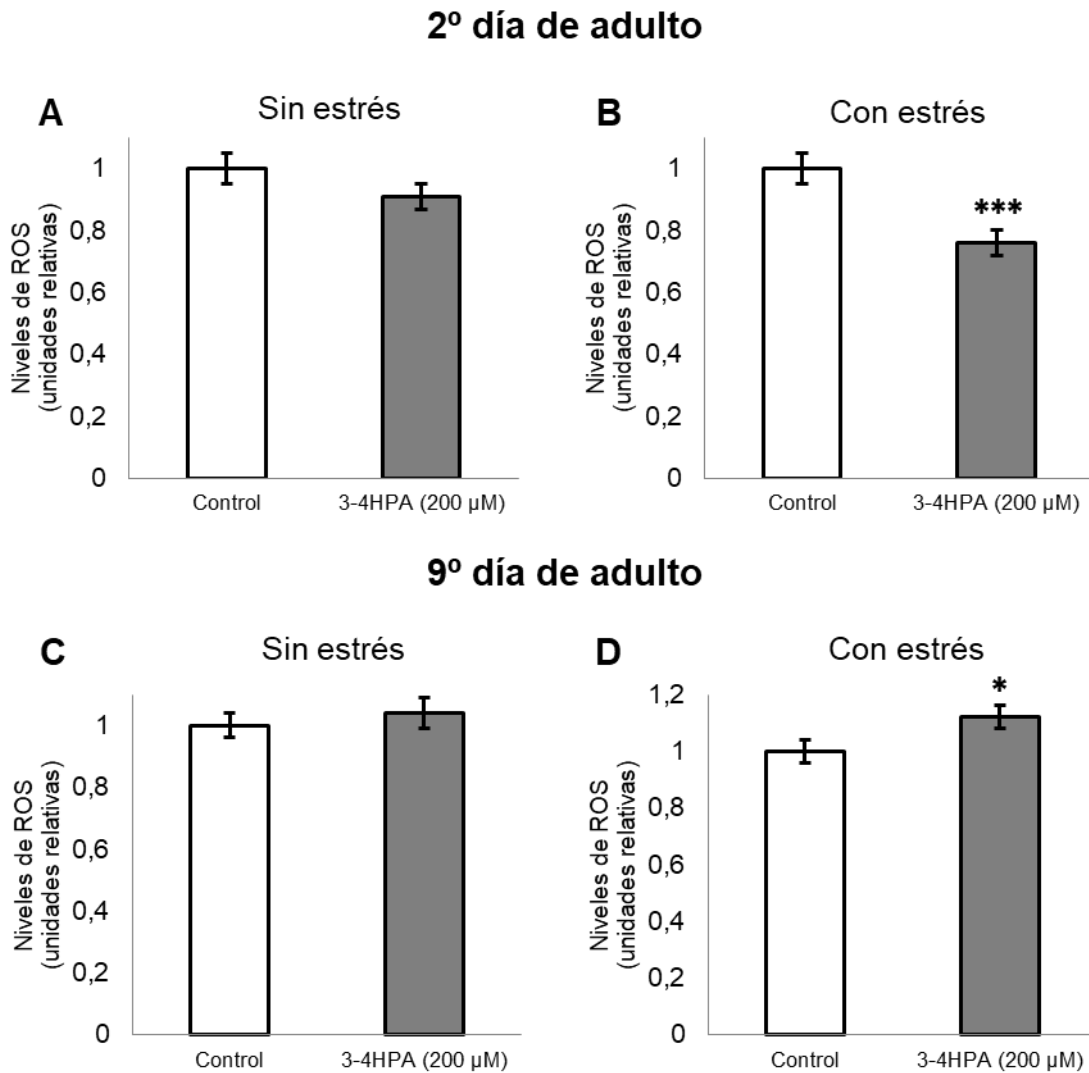 2º día de adulto
A
Sin estrés
Niveles de ROS
(unidades relativas)
1
0,8
0,6
0,4
0,2
0
Control
3-4HPA (200 µM)
B
Con estrés
***
Niveles de ROS
(unidades relativas)
1
0,8
0,6
0,4
0,2
0
Control
3-4HPA (200 µM)
9º día de adulto
C
Sin estrés
Niveles de ROS
(unidades relativas)
1
0,8
0,6
0,4
0,2
0
Control
3-4HPA (200 µM)
D
Con estrés
*
Niveles de ROS
(unidades relativas)
1,2
1
0,8
0,6
0,4
0,2
0
Control
3-4HPA (200 µM)